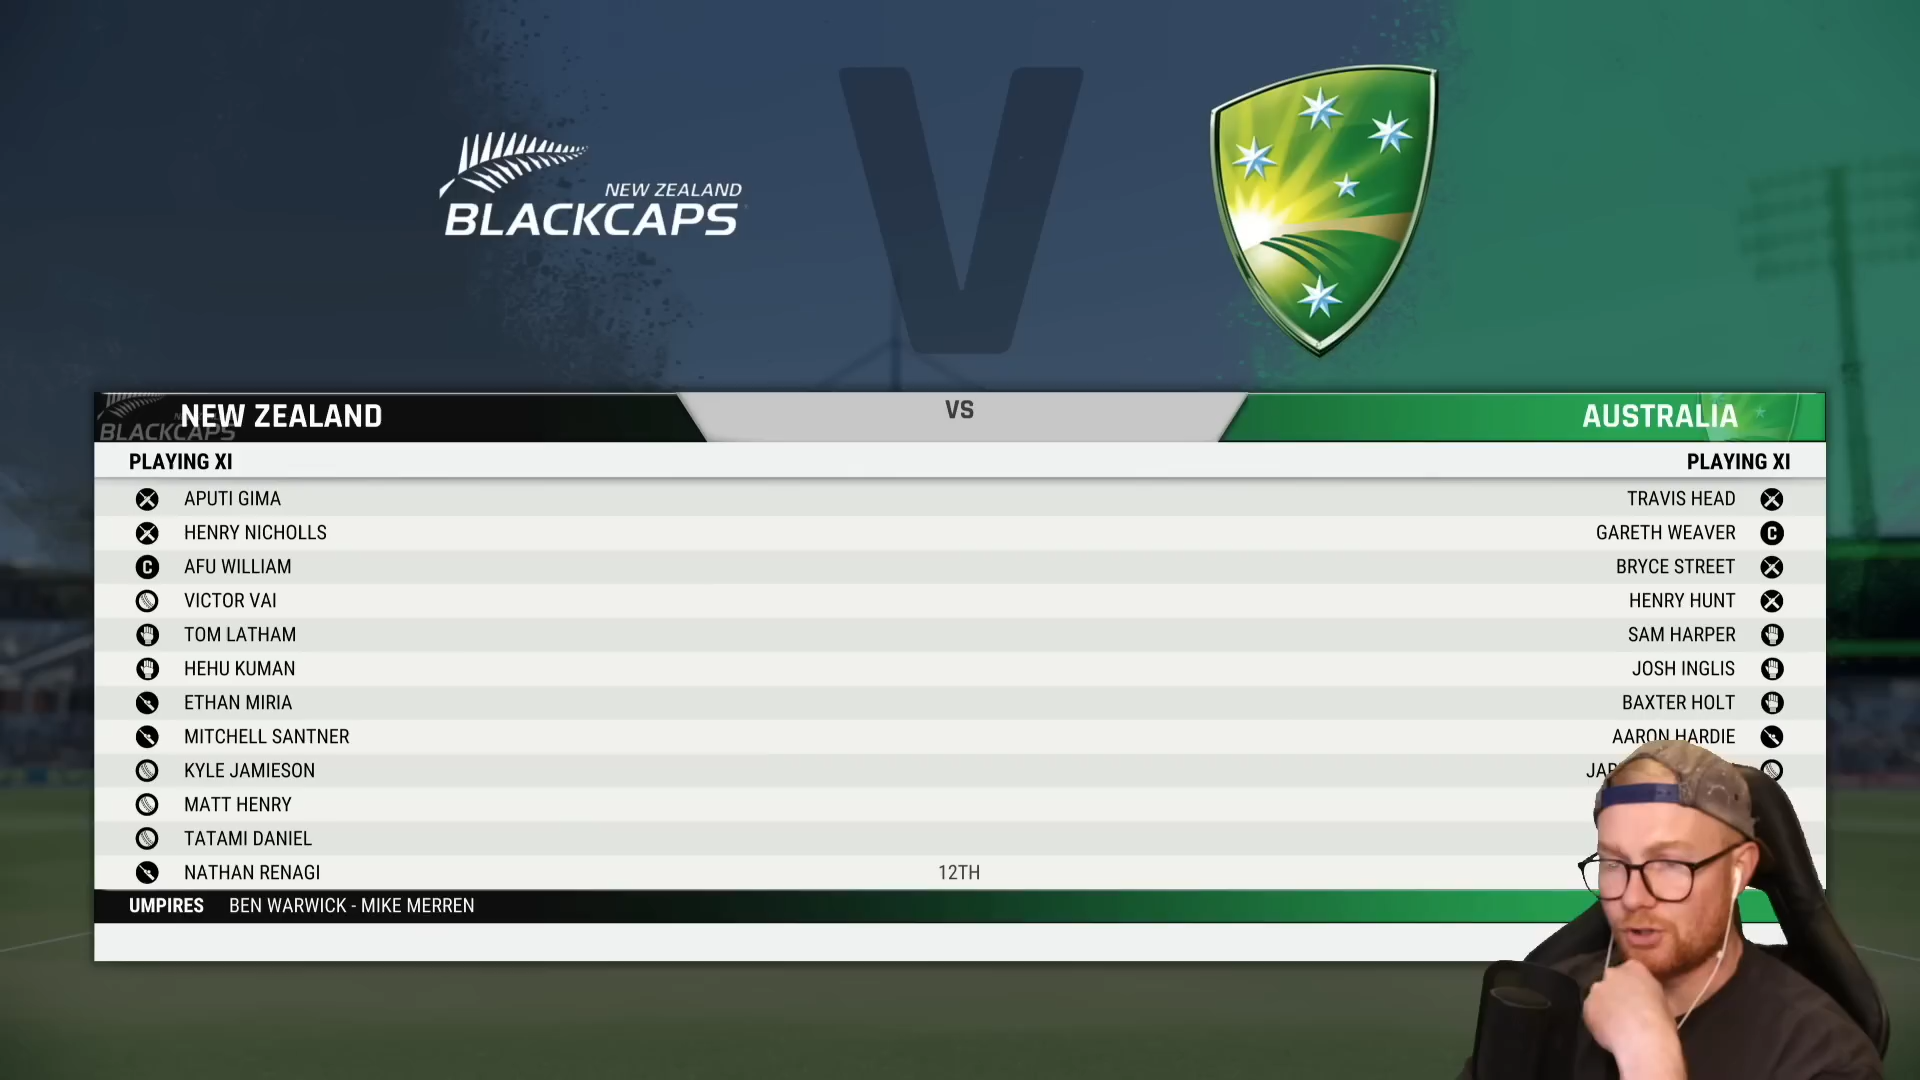 V
NEW ZEALAND
BLACKCAPS
NEW ZEALAND VS AUSTRALIA
BLACKCAPS
PLAYING XI PLAYING XI
APUTI GIMA TRAVIS HEAD
HENRY NICHOLLS GARETH WEAVER C
C AFU WILLIAM BRYCE STREET
VICTOR VAI HENRY HUNT
TOM LATHAM SAM HARPER
HEHU KUMAN JOSH INGLIS
ETHAN MIRIA BAXTER HOLT
MITCHELL SANTNER AARON HARDIE
KYLE JAMIESON
MATT HENRY
TATAMI DANIEL
NATHAN RENAGI 12TH
UMPIRES BEN WARWICK - MIKE MERREN